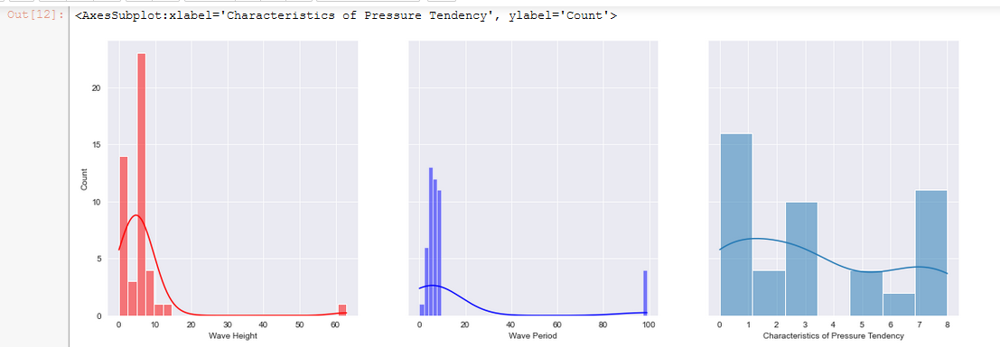 Out[12]: <AxesSubplot:xlabel='Characteristics of Pressure Tendency', ylabel='Count'>
20
15
10
5
0
Count
0 10 20 30 40 50 60
Wave Height
0 20 40 60 80 100
Wave Period
0 1 2 3 4 5 6 7 8
Characteristics of Pressure Tendency